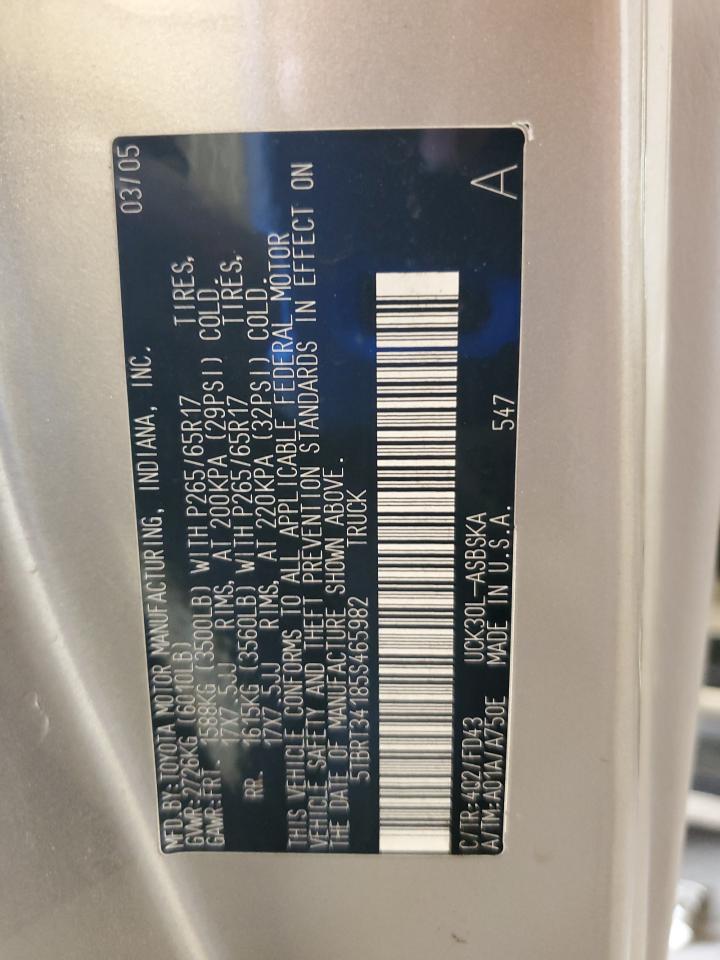 MFD.BY:TOYOTA MOTOR MANUFACTURING, INDIANA, INC. 03/05
GVWR:2726KG (6010LB)
GAWR:FRT. 1588KG (3500LB) WITH P265/65R17 TIRES,
17X7.5JJ RIMS, AT 200KPA (29PSI) COLD.
RR. 1615KG (3560LB) WITH P265/65R17 TIRES,
17X7.5JJ RIMS, AT 220KPA (32PSI) COLD.
THIS VEHICLE CONFORMS TO ALL APPLICABLE FEDERAL MOTOR
VEHICLE SAFETY AND THEFT PREVENTION STANDARDS IN EFFECT ON
THE DATE OF MANUFACTURE SHOWN ABOVE.
5TBRT34185S465982 TRUCK
C/TR:4Q2/FD43 UCK30L-ASBSKA
A/TM:A01A/A750E MADE IN U.S.A. 547 A